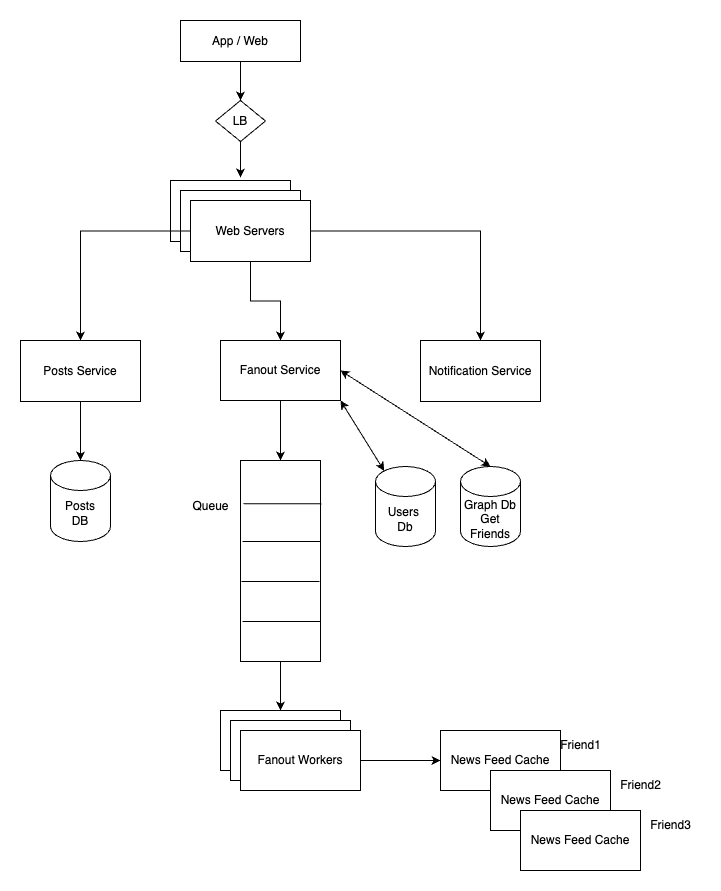 App / Web
LB
Web Servers
Posts Service
Fanout Service
Notification Service
Posts
DB
Queue
Users
Db
Graph Db
Get
Friends
Fanout Workers
News Feed Cache
Friend1
News Feed Cache
Friend2
News Feed Cache
Friend3